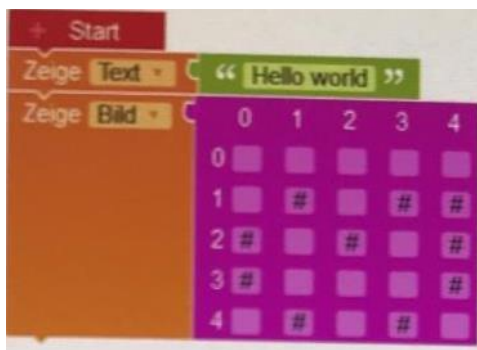 + Start
Zeige Text “ Hello world ”
Zeige Bild 0 1 2 3 4
0
1 # # #
2 # # #
3 # #
4 # #